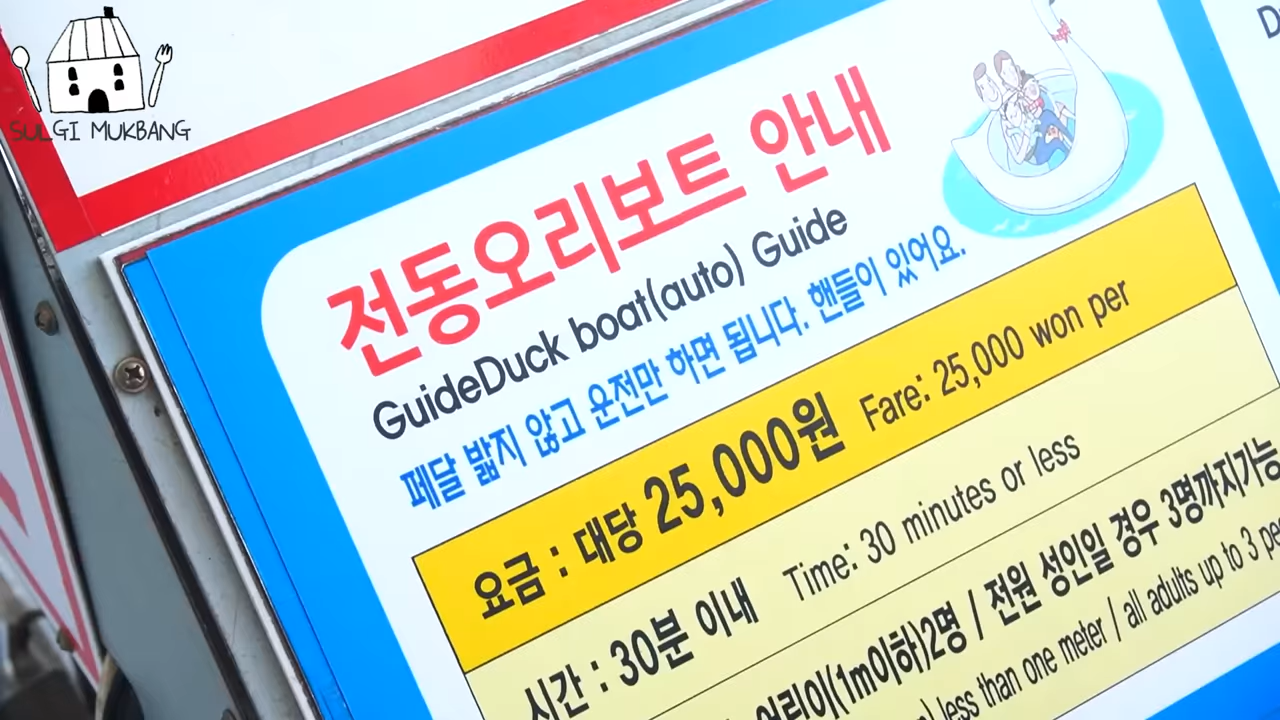 SULGI MUKBANG
전동오리보트 안내
GuideDuck boat(auto) Guide
페달 밟지 않고 운전만 하면 됩니다. 핸들이 있어요.
요금 : 대당 25,000원 Fare: 25,000 won per
시간 : 30분 이내 Time: 30 minutes or less
어린이(1m이하)2명 / 전원 성인일 경우 3명까지가능
less than one meter / all adults up to 3